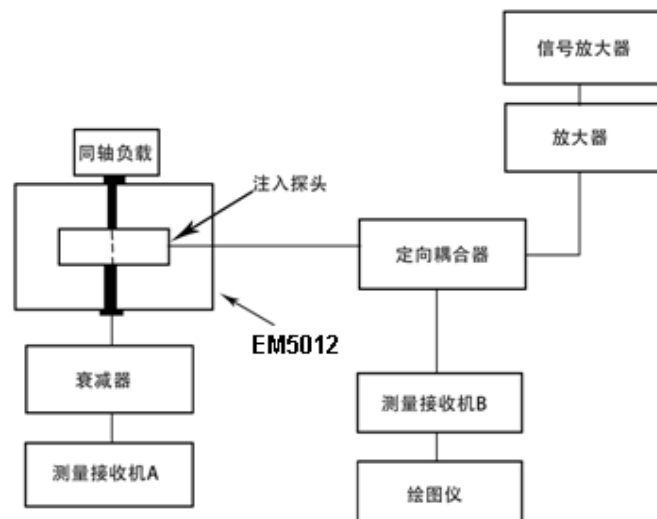 信号放大器
放大器
同轴负载
注入探头
定向耦合器
EM5012
衰减器
测量接收机B
测量接收机A
绘图仪